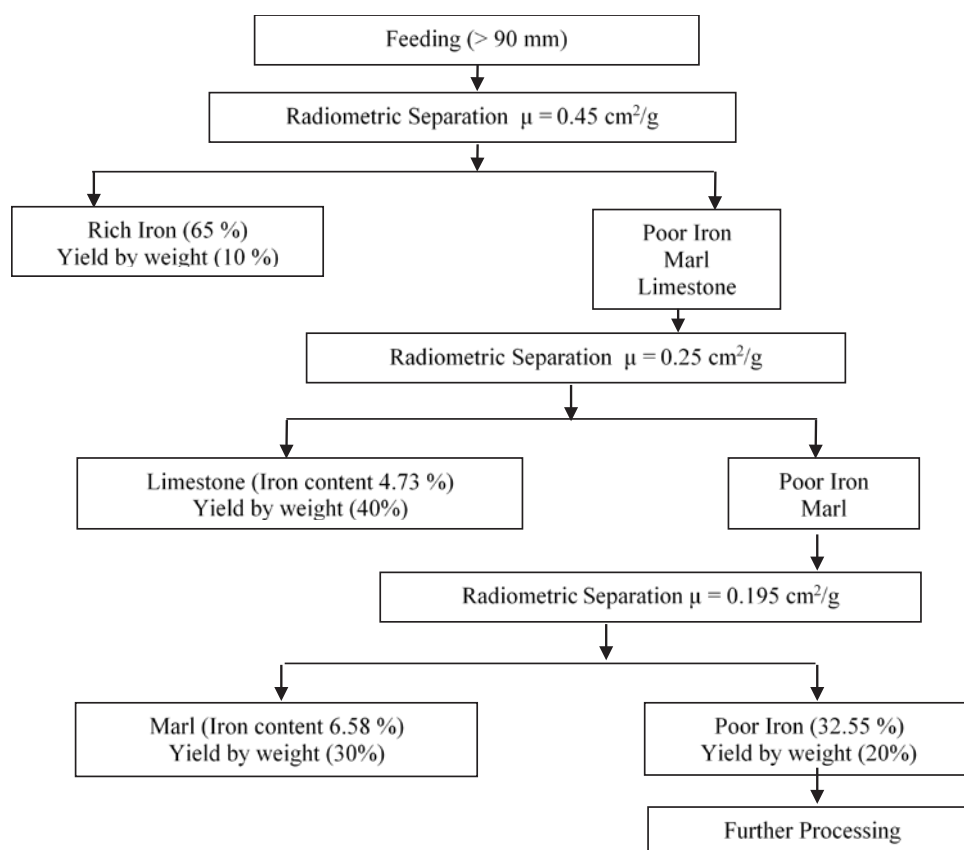 Feeding (> 90 mm)
Radiometric Separation μ = 0.45 cm²/g
Rich Iron (65 %)
Yield by weight (10 %)
Poor Iron
Marl
Limestone
Radiometric Separation μ = 0.25 cm²/g
Limestone (Iron content 4.73 %)
Yield by weight (40%)
Poor Iron
Marl
Radiometric Separation μ = 0.195 cm²/g
Marl (Iron content 6.58 %)
Yield by weight (30%)
Poor Iron (32.55 %)
Yield by weight (20%)
Further Processing